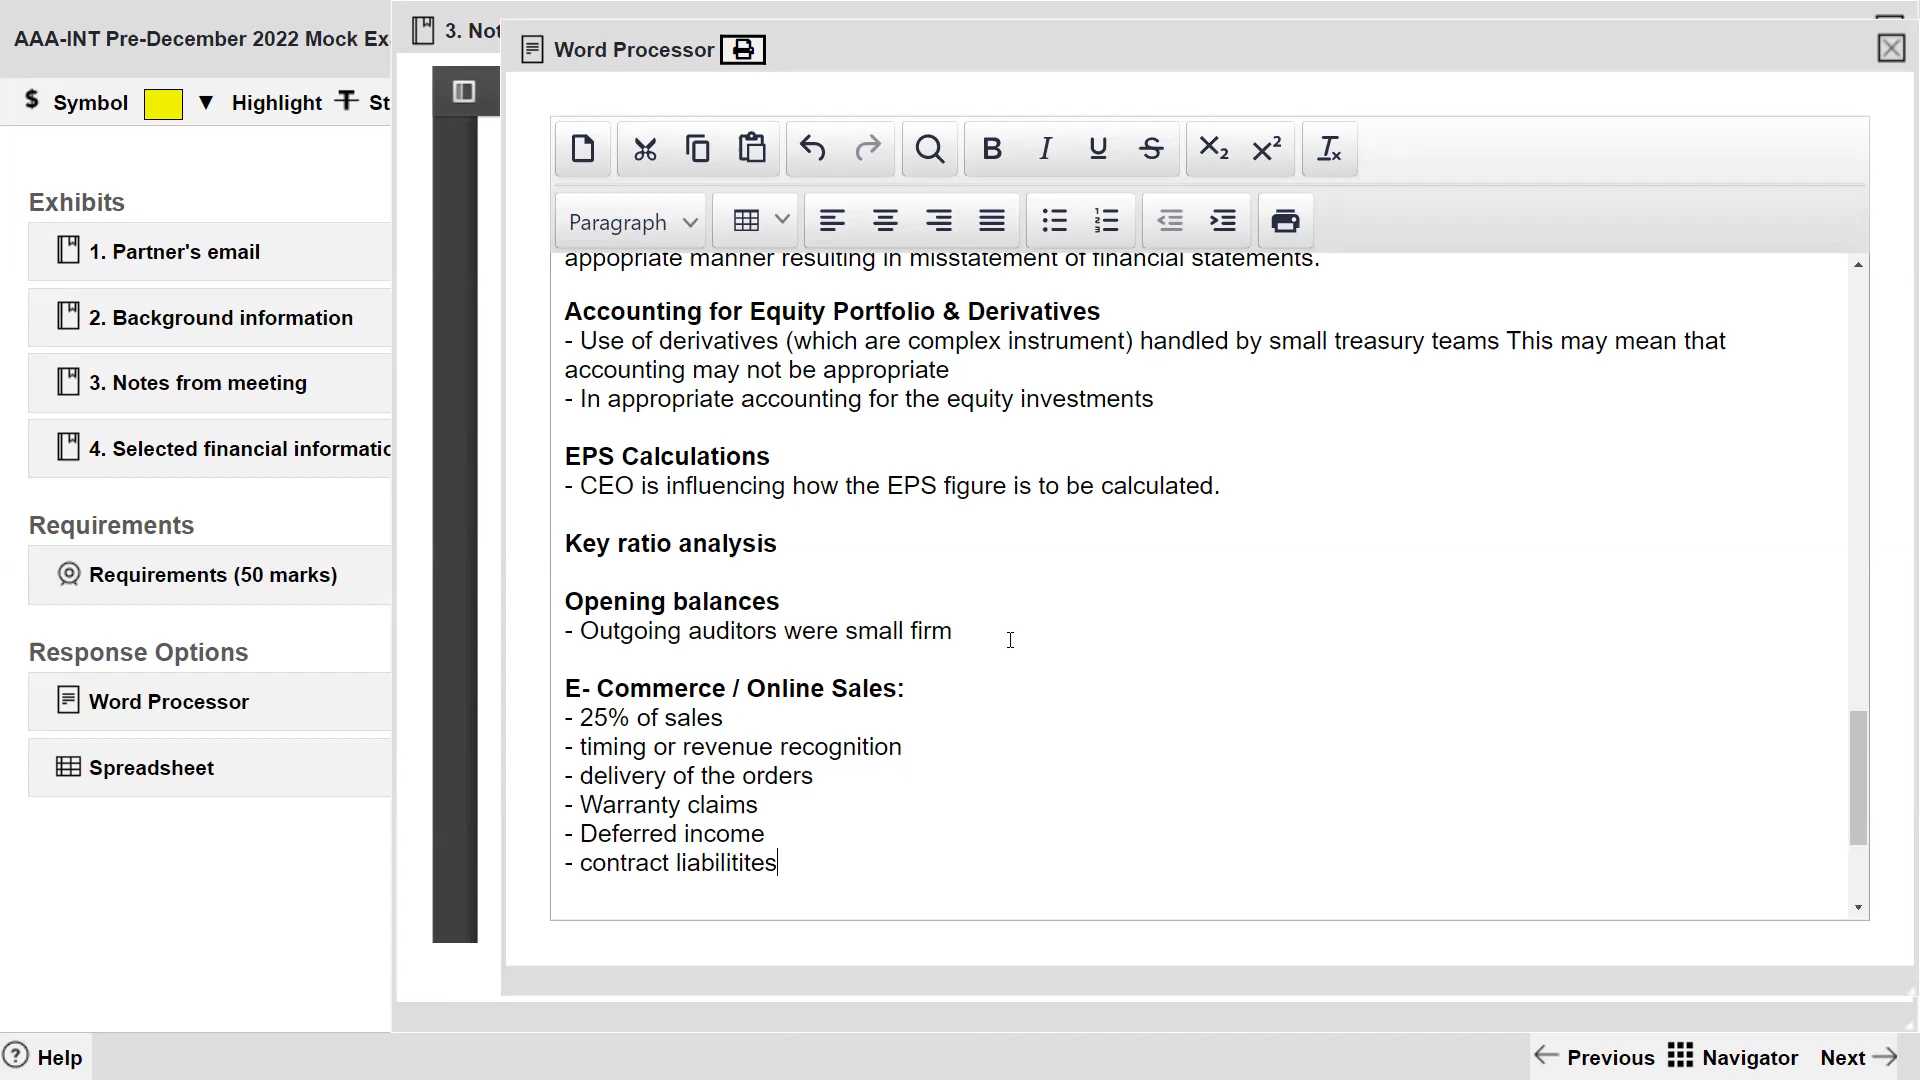 AAA-INT Pre-December 2022 Mock Ex
3. Not
Word Processor
$ Symbol
Highlight
St
Paragraph
Exhibits
1. Partner's email
2. Background information
3. Notes from meeting
4. Selected financial informatio
Requirements
Requirements (50 marks)
Response Options
Word Processor
Spreadsheet
appopriate manner resulting in misstatement of financial statements.
Accounting for Equity Portfolio & Derivatives
- Use of derivatives (which are complex instrument) handled by small treasury teams This may mean that
accounting may not be appropriate
- In appropriate accounting for the equity investments
EPS Calculations
- CEO is influencing how the EPS figure is to be calculated.
Key ratio analysis
Opening balances
- Outgoing auditors were small firm
E- Commerce / Online Sales:
- 25% of sales
- timing or revenue recognition
- delivery of the orders
- Warranty claims
- Deferred income
- contract liabilitites
Help
Previous
Navigator
Next